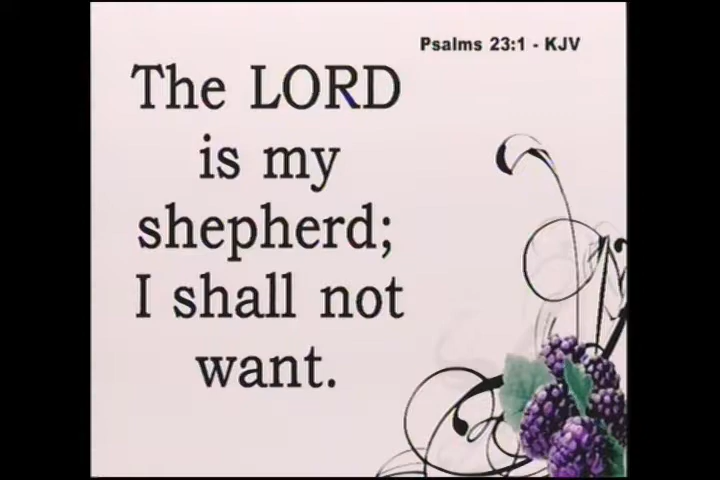 Psalms 23:1 - KJV
The LORD
is my
shepherd;
I shall not
want.